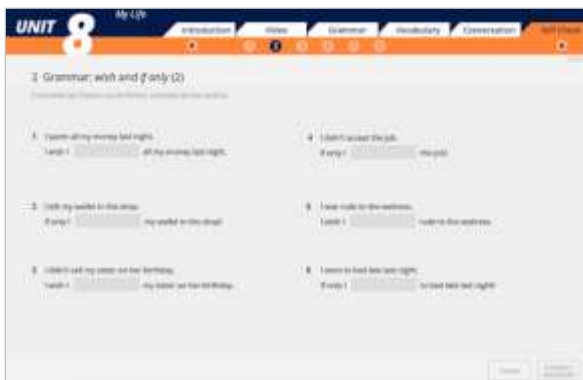 UNIT 8 My Life
Introduction Video Grammar Vocabulary Conversation Self Check
2
2 Grammar: wish and if only (2)
1 I spent all my money last night.
I wish I all my money last night.
2 I left my wallet in the shop.
If only I my wallet in the shop!
3 I didn't call my sister on her birthday.
I wish I my sister on her birthday.
4 I didn't accept the job.
If only I the job!
5 I was rude to the waitress.
I wish I rude to the waitress.
6 I went to bed late last night.
If only I to bed late last night!